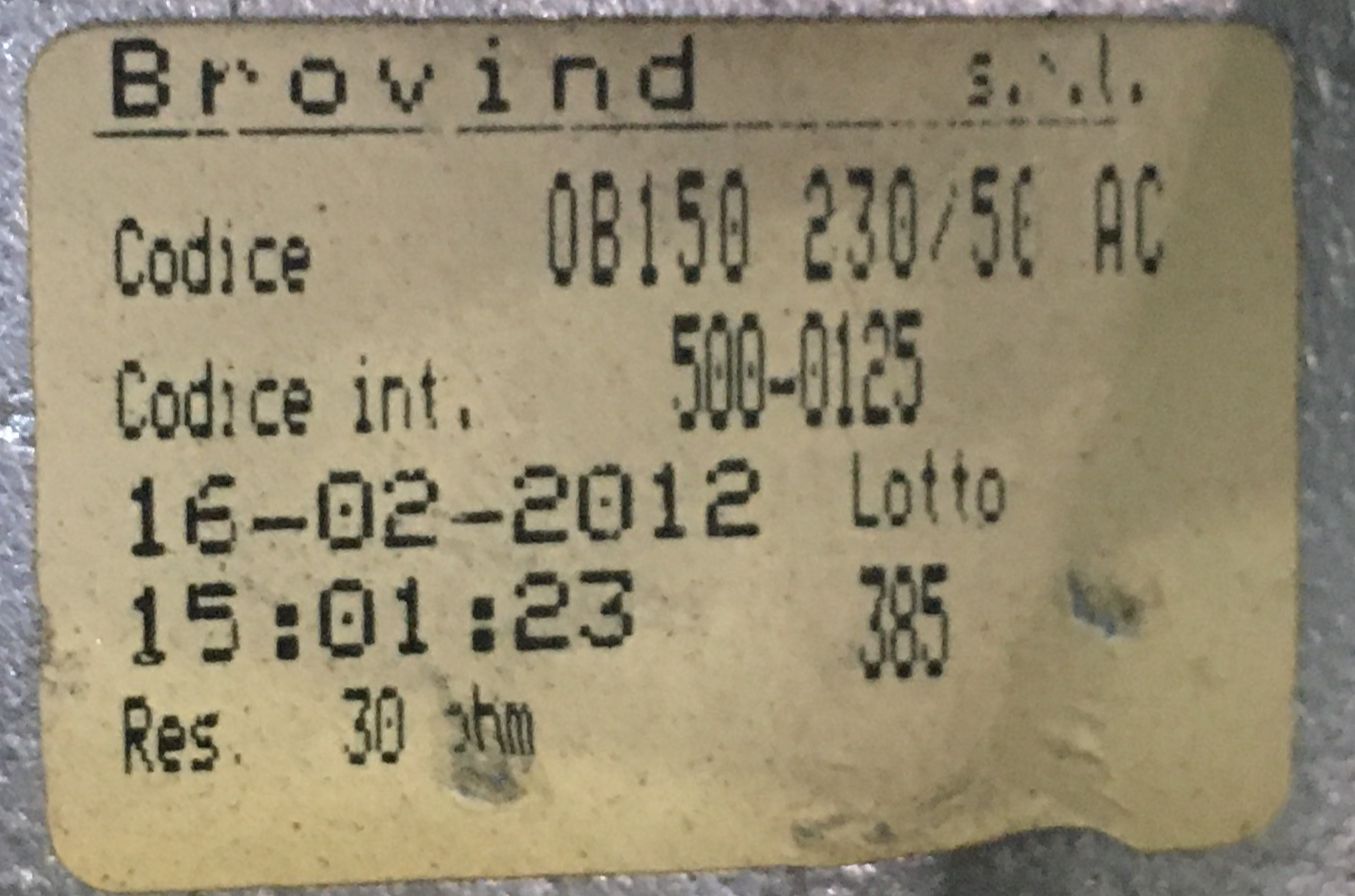 Brovind s.r.l.
Codice 0B150 230/50 AC
Codice int. 500-0125
16-02-2012 Lotto
15:01:23 385
Res. 30 ohm